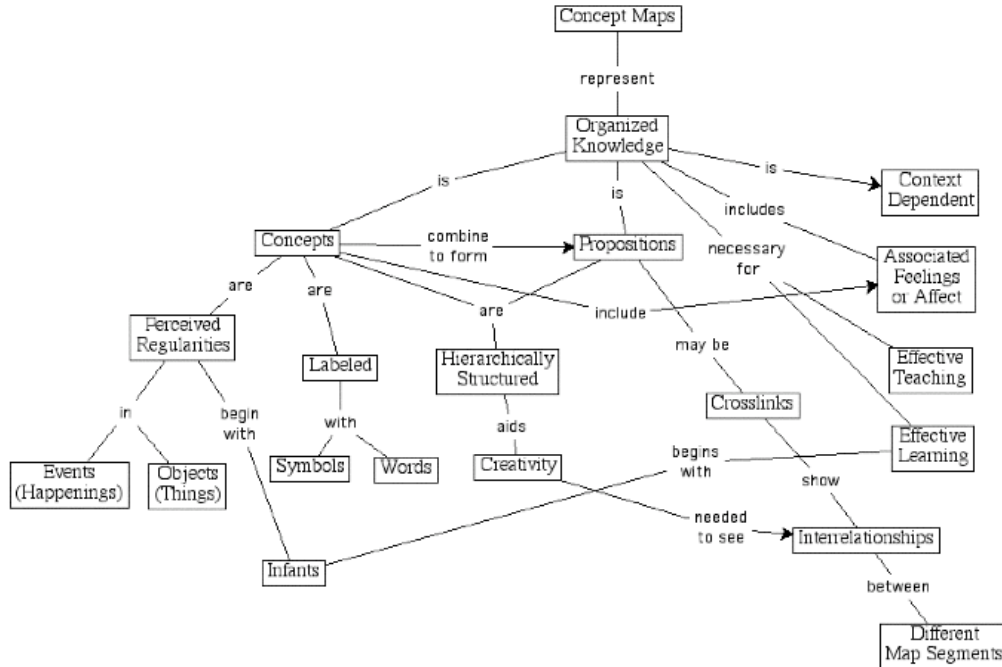 Concept Maps
represent
Organized
Knowledge
is
is
is
includes
Context
Dependent
Concepts
combine
to form
Propositions
necessary
for
Associated
Feelings
or Affect
are
are
are
include
Perceived
Regularities
Labeled
Hierarchically
Structured
may be
Effective
Teaching
in
begin
with
with
aids
Crosslinks
Effective
Learning
Events
(Happenings)
Objects
(Things)
Symbols
Words
Creativity
begins
with
show
needed
to see
Interrelationships
Infants
between
Different
Map Segments